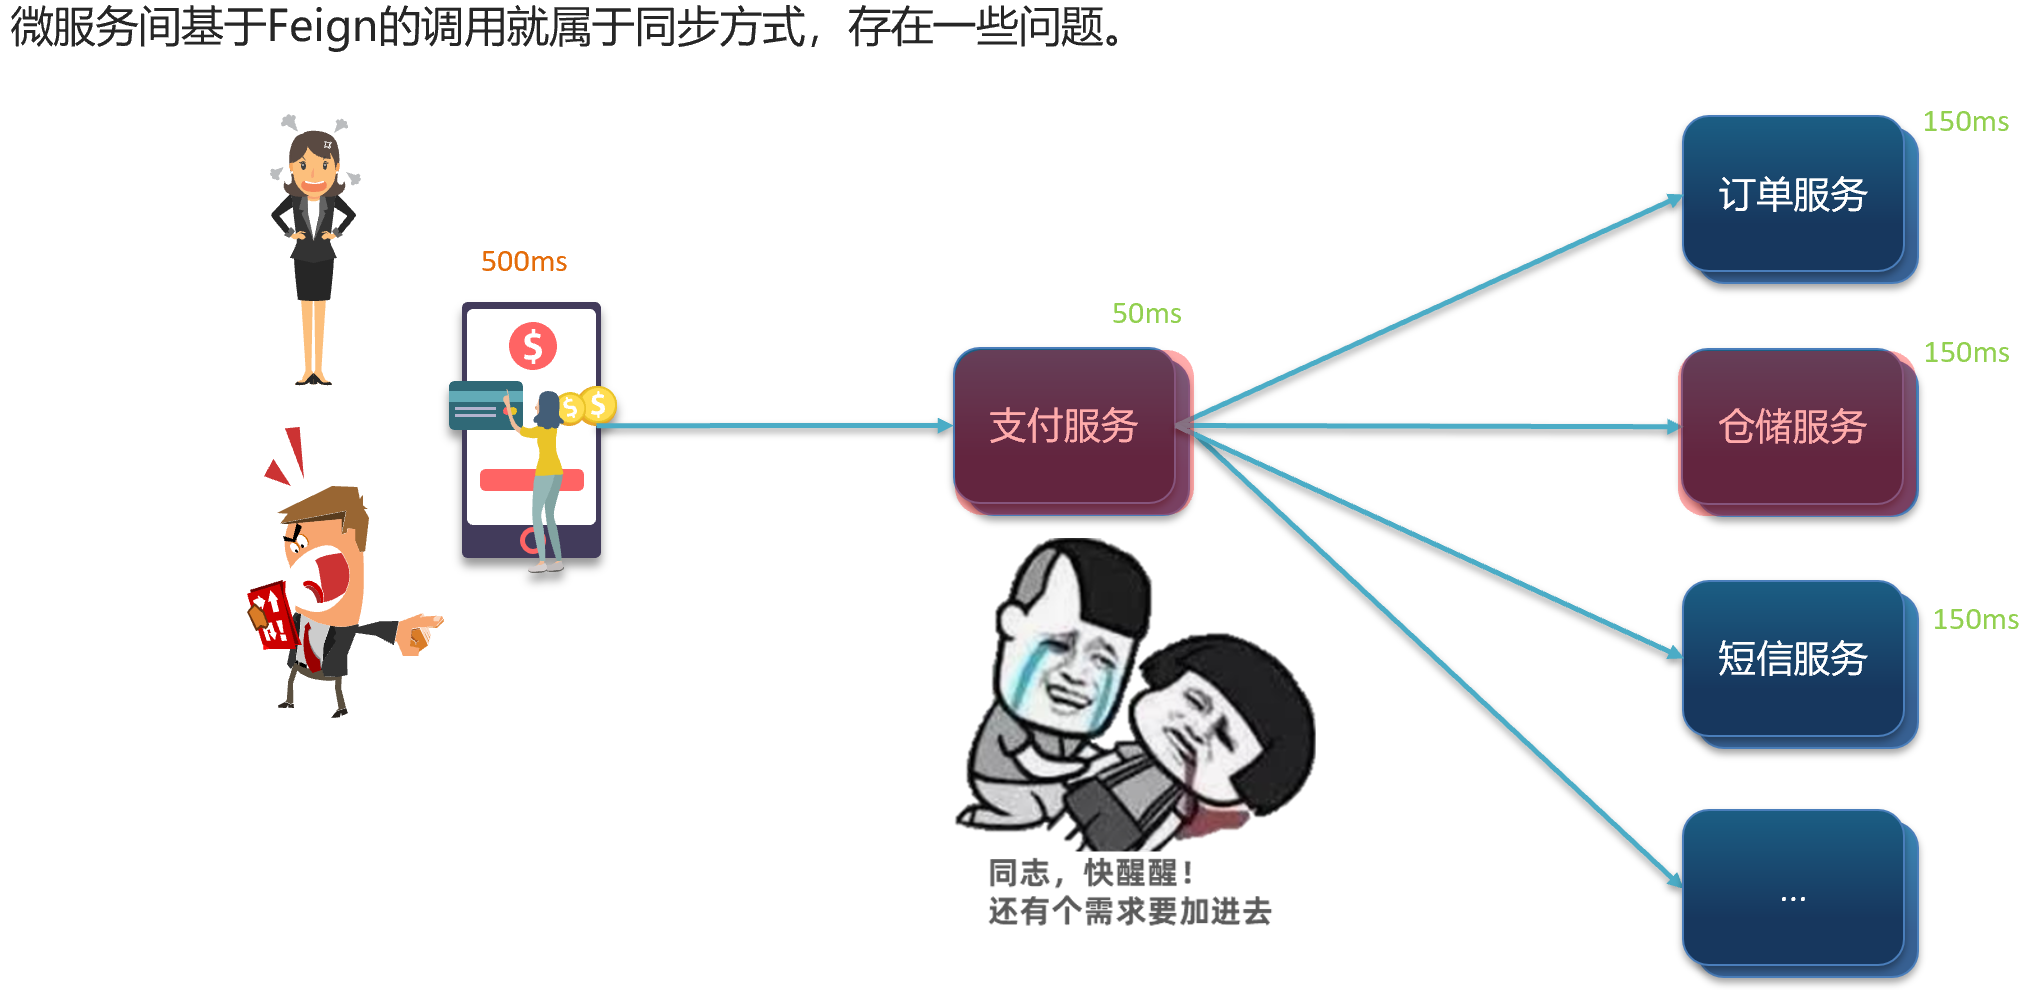 微服务间基于Feign的调用就属于同步方式，存在一些问题。
500ms
50ms
支付服务
150ms
订单服务
150ms
仓储服务
150ms
短信服务
...
同志，快醒醒！
还有个需求要加进去